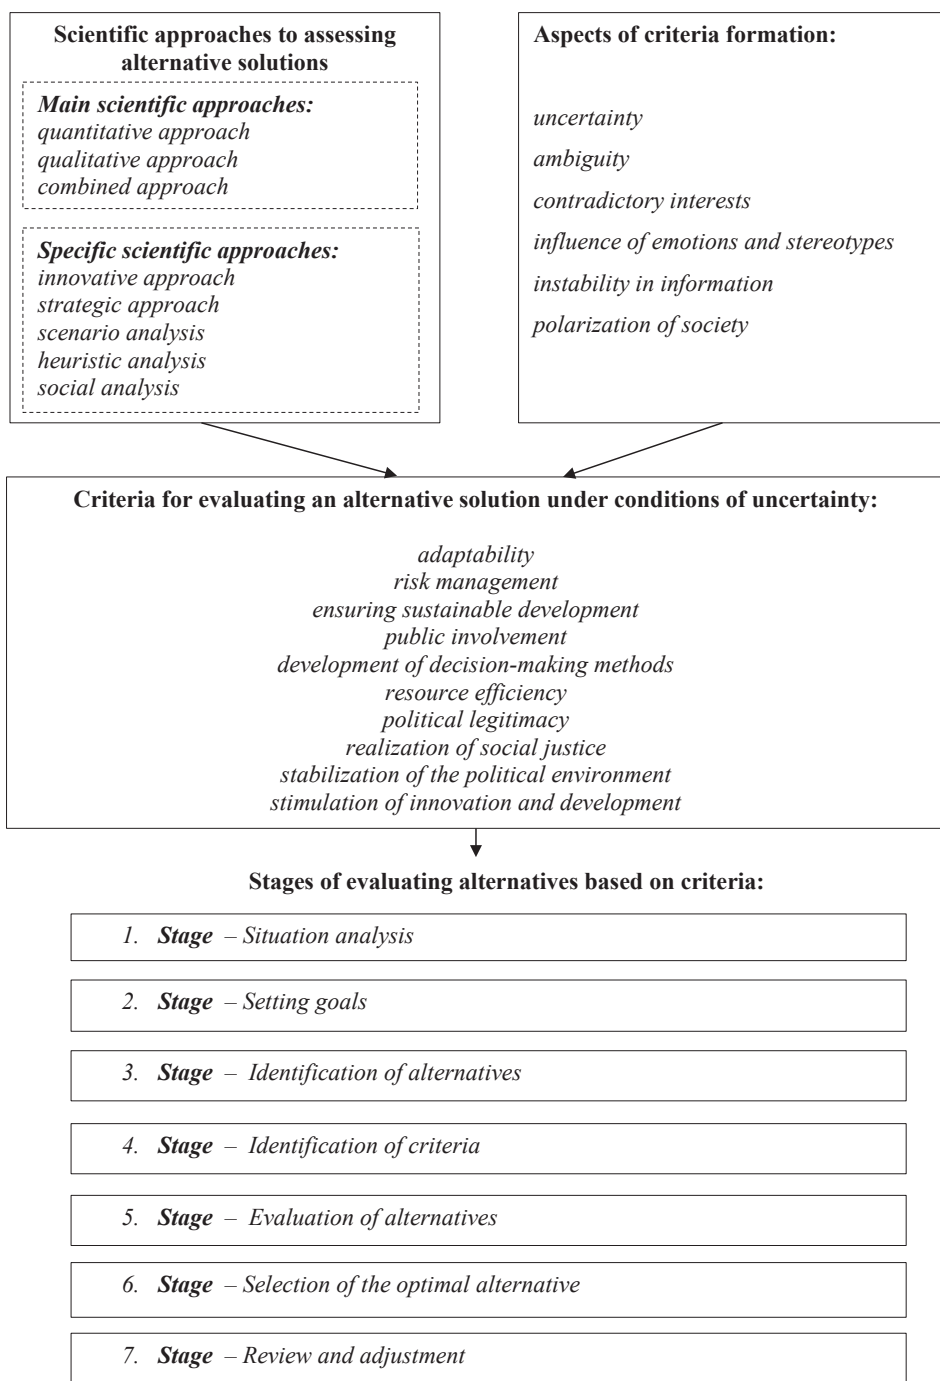 Scientific approaches to assessing
alternative solutions
Main scientific approaches:
quantitative approach
qualitative approach
combined approach
Specific scientific approaches:
innovative approach
strategic approach
scenario analysis
heuristic analysis
social analysis
Aspects of criteria formation:
uncertainty
ambiguity
contradictory interests
influence of emotions and stereotypes
instability in information
polarization of society
Criteria for evaluating an alternative solution under conditions of uncertainty:
adaptability
risk management
ensuring sustainable development
public involvement
development of decision-making methods
resource efficiency
political legitimacy
realization of social justice
stabilization of the political environment
stimulation of innovation and development
Stages of evaluating alternatives based on criteria:
1. Stage – Situation analysis
2. Stage – Setting goals
3. Stage – Identification of alternatives
4. Stage – Identification of criteria
5. Stage – Evaluation of alternatives
6. Stage – Selection of the optimal alternative
7. Stage – Review and adjustment